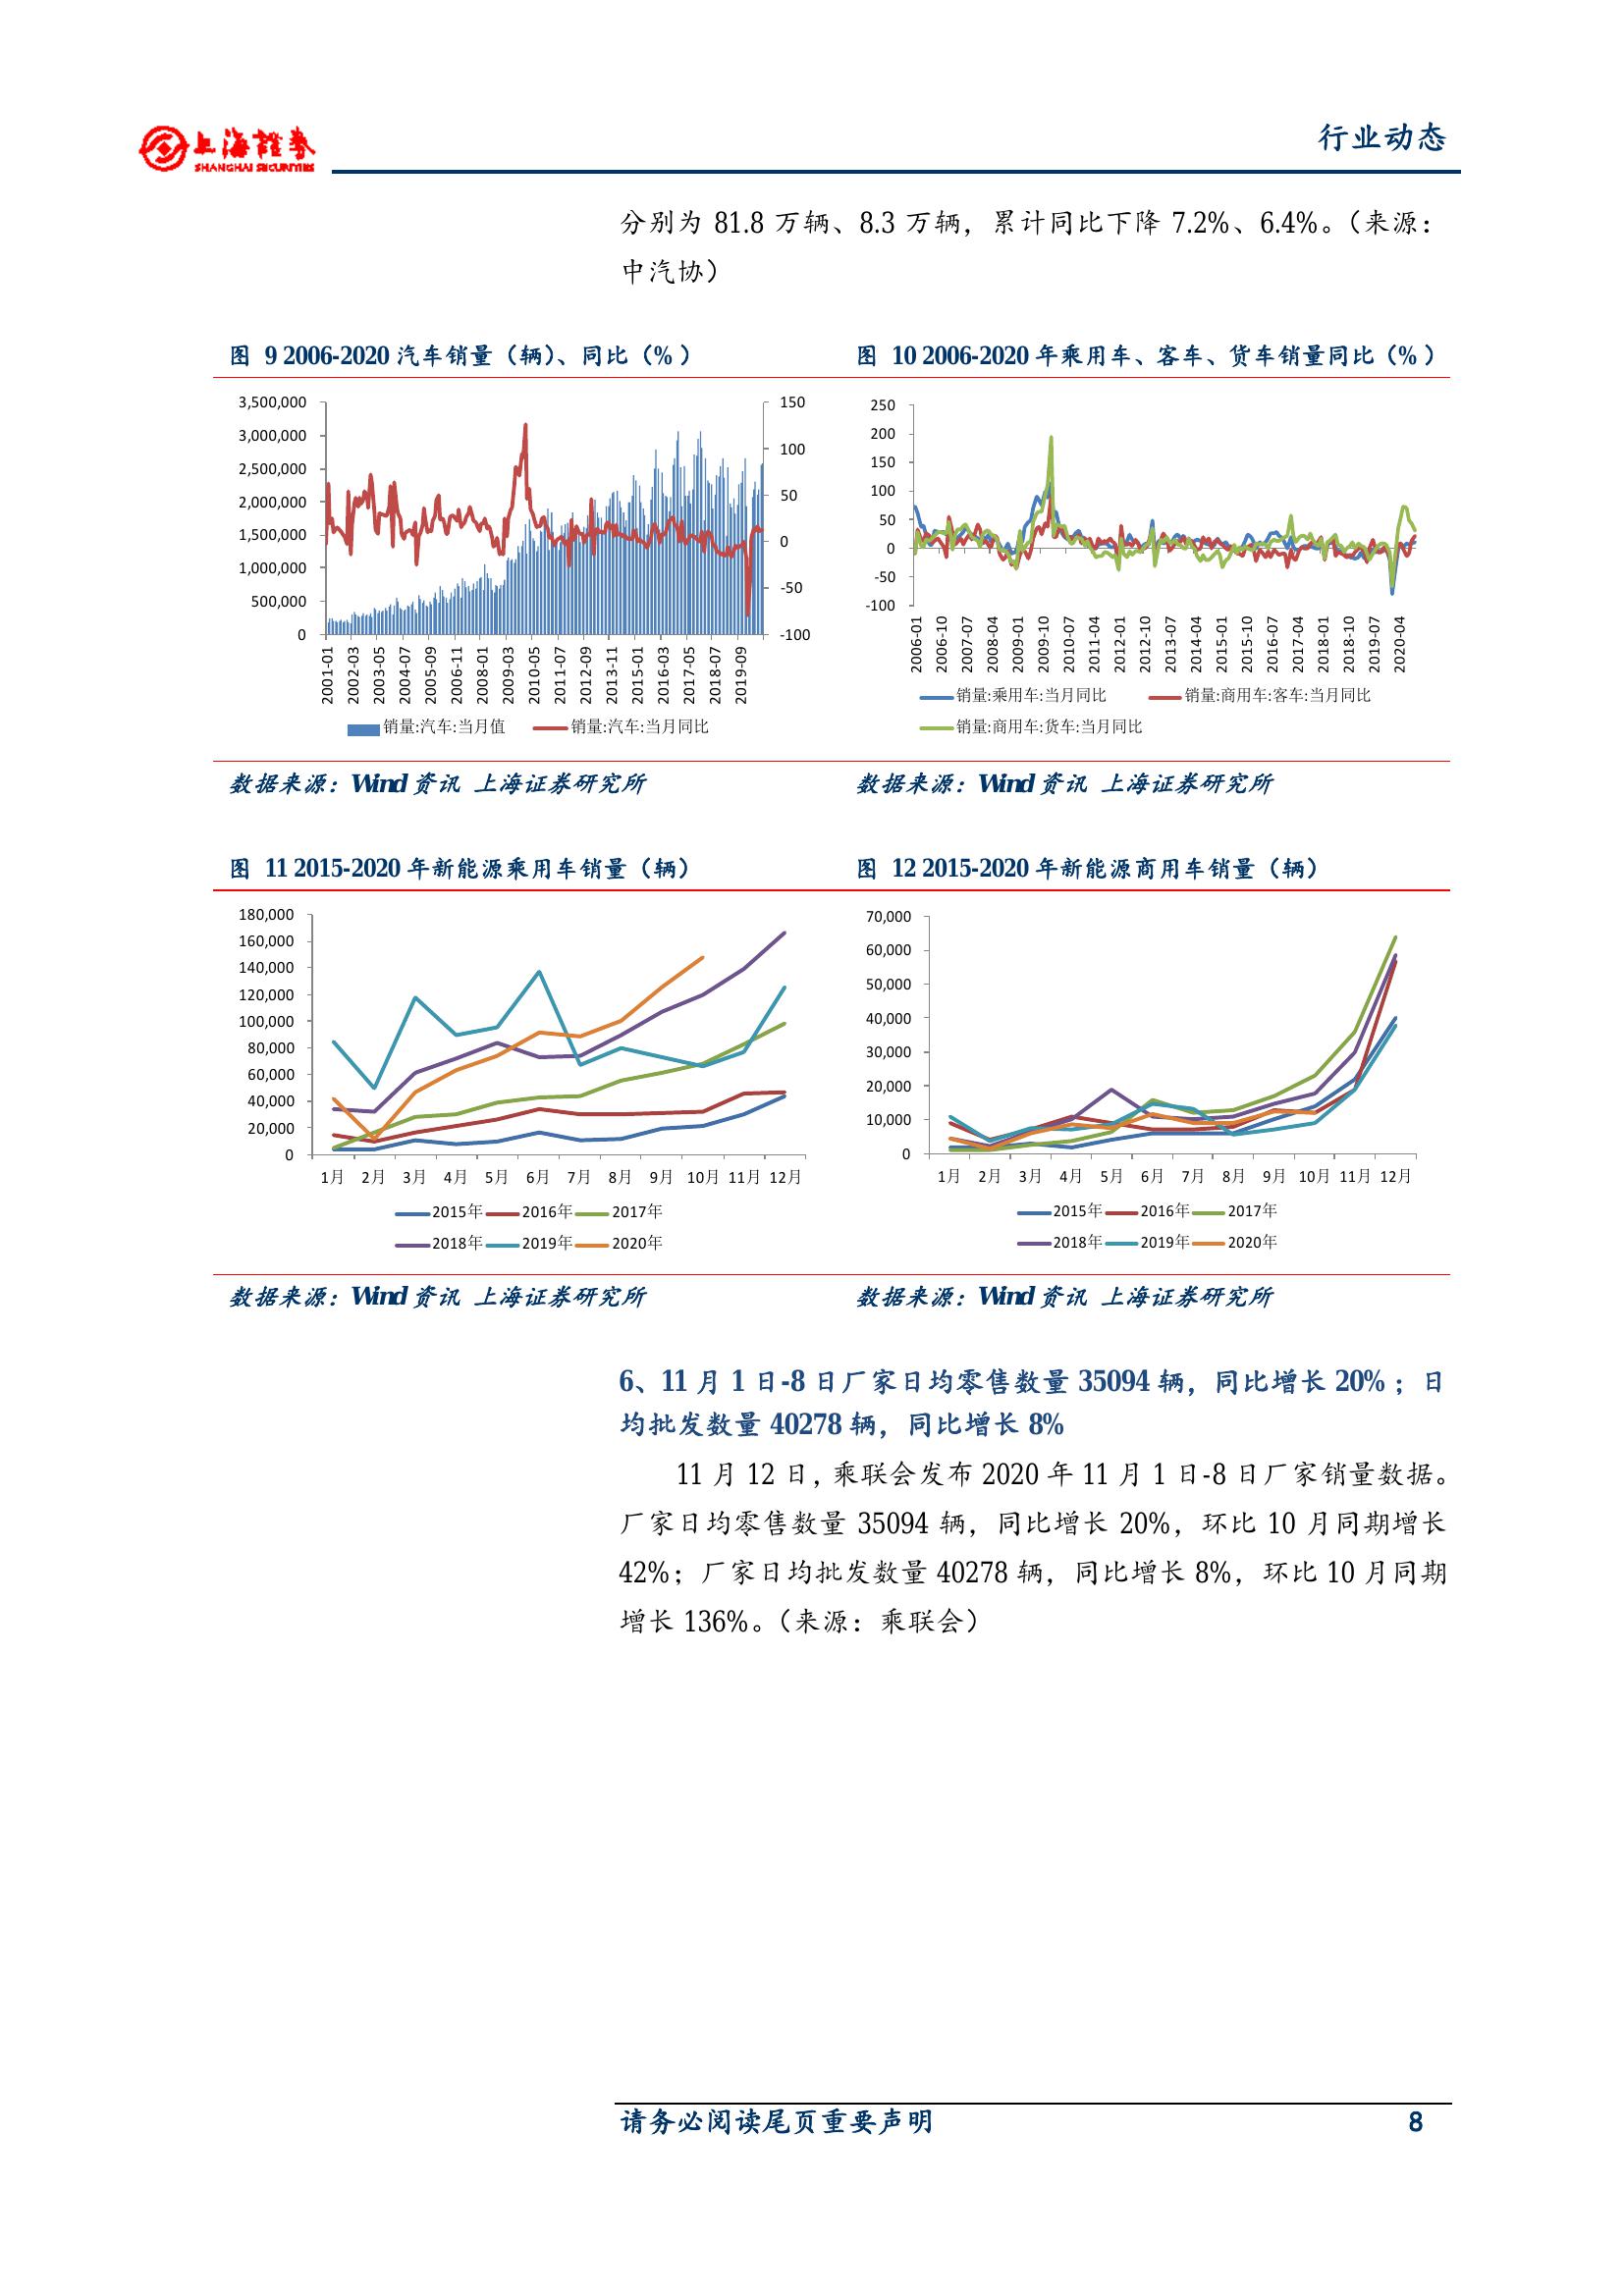 上海證券
SHANGHAI SECURITIES
行业动态
分别为 81.8 万辆、8.3 万辆，累计同比下降 7.2%、6.4%。（来源：
中汽协）
图 9 2006-2020 汽车销量（辆）、同比（%）
3,500,000
3,000,000
2,500,000
2,000,000
1,500,000
1,000,000
500,000
0
150
100
50
0
-50
-100
2001-01 2002-03 2003-05 2004-07 2005-09 2006-11 2008-01 2009-03 2010-05 2011-07 2012-09 2013-11 2015-01 2016-03 2017-05 2018-07 2019-09
销量:汽车:当月值 销量:汽车:当月同比
数据来源：Wind 资讯 上海证券研究所
图 10 2006-2020 年乘用车、客车、货车销量同比（%）
250
200
150
100
50
0
-50
-100
2006-01 2006-10 2007-07 2008-04 2009-01 2009-10 2010-07 2011-04 2012-01 2012-10 2013-07 2014-04 2015-01 2015-10 2016-07 2017-04 2018-01 2018-10 2019-07 2020-04
销量:乘用车:当月同比 销量:商用车:客车:当月同比
销量:商用车:货车:当月同比
数据来源：Wind 资讯 上海证券研究所
图 11 2015-2020 年新能源乘用车销量（辆）
180,000
160,000
140,000
120,000
100,000
80,000
60,000
40,000
20,000
0
1月 2月 3月 4月 5月 6月 7月 8月 9月 10月 11月 12月
2015年 2016年 2017年
2018年 2019年 2020年
数据来源：Wind 资讯 上海证券研究所
图 12 2015-2020 年新能源商用车销量（辆）
70,000
60,000
50,000
40,000
30,000
20,000
10,000
0
1月 2月 3月 4月 5月 6月 7月 8月 9月 10月 11月 12月
2015年 2016年 2017年
2018年 2019年 2020年
数据来源：Wind 资讯 上海证券研究所
6、11 月 1 日-8 日厂家日均零售数量 35094 辆，同比增长 20%；日
均批发数量 40278 辆，同比增长 8%
11 月 12 日，乘联会发布 2020 年 11 月 1 日-8 日厂家销量数据。
厂家日均零售数量 35094 辆，同比增长 20%，环比 10 月同期增长
42%；厂家日均批发数量 40278 辆，同比增长 8%，环比 10 月同期
增长 136%。（来源：乘联会）
请务必阅读尾页重要声明 8